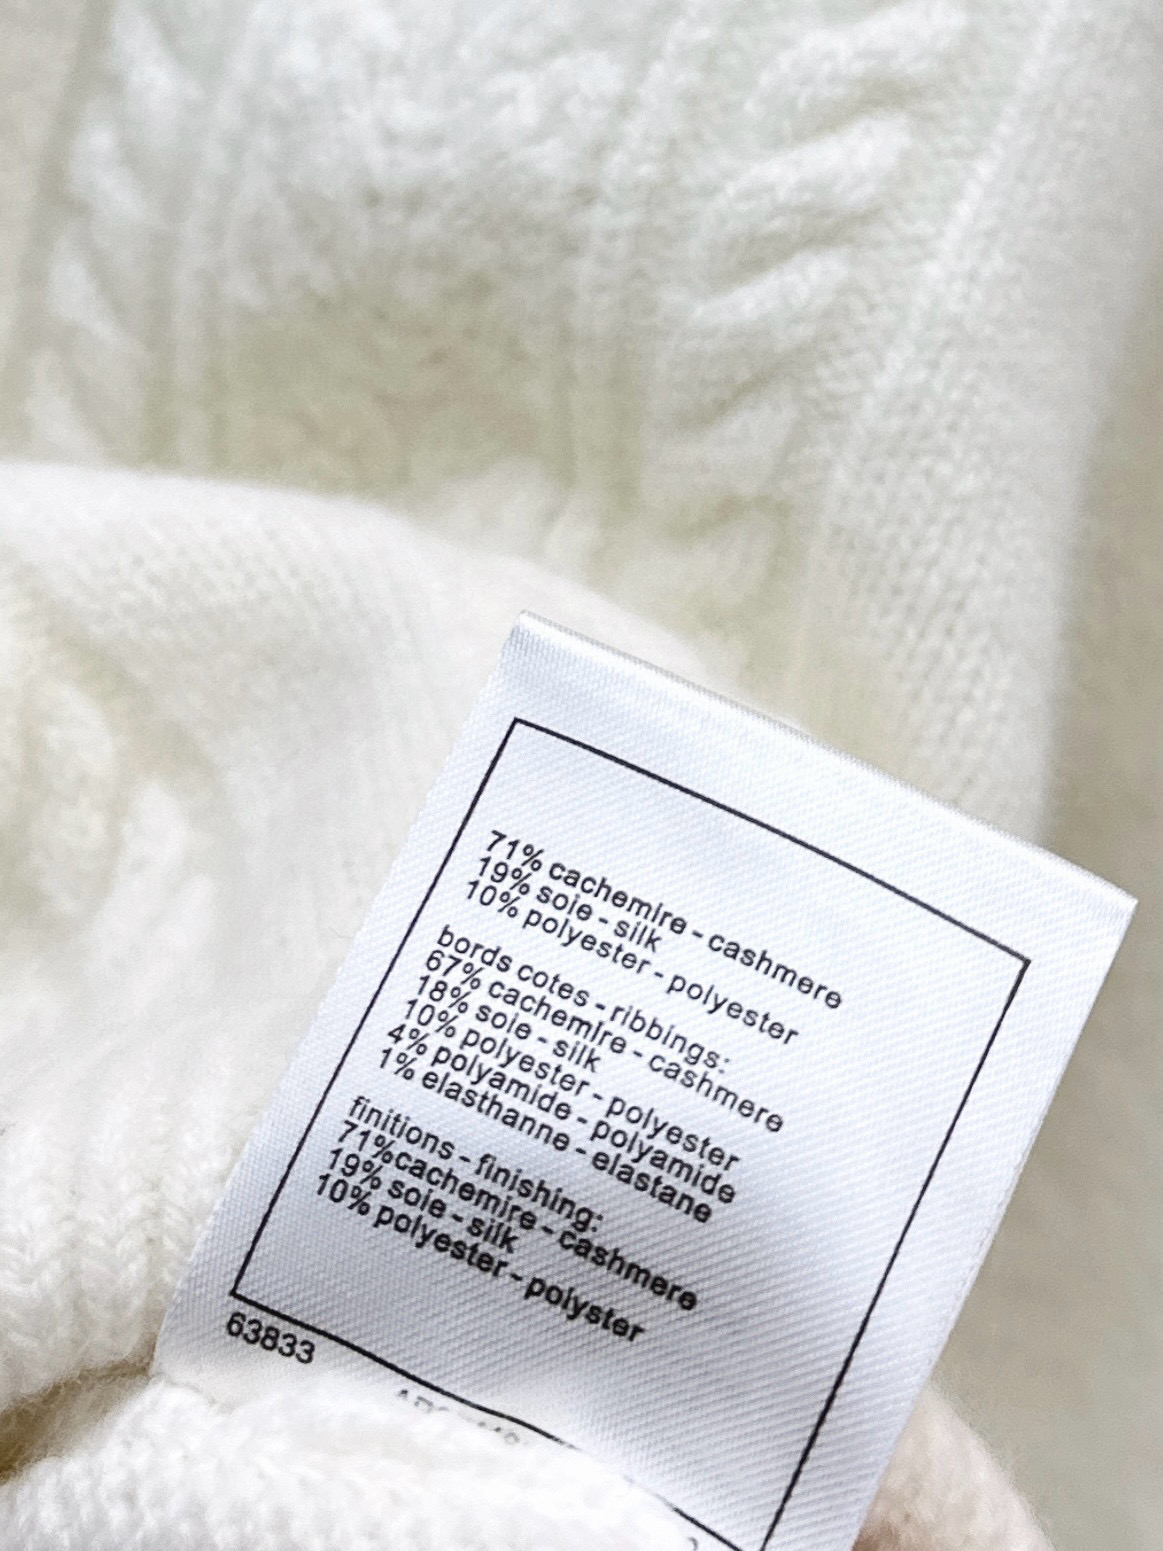 71% cachemire - cashmere
19% soie - silk
10% polyester - polyester
bords cotes - ribbings:
67% cachemire - cashmere
18% soie - silk
10% polyester - polyester
4% polyamide - polyamide
1% elasthanne - elastane
finitions - finishing:
71%cachemire - cashmere
19% soie - silk
10% polyester - polyster
63833